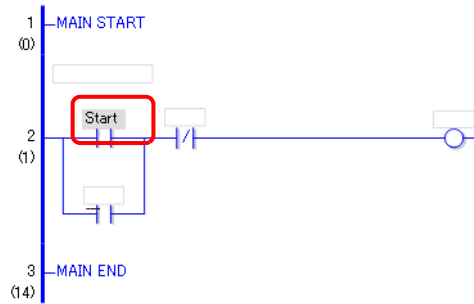 1 MAIN START
(0)
Start
2
(1)
3 MAIN END
(14)